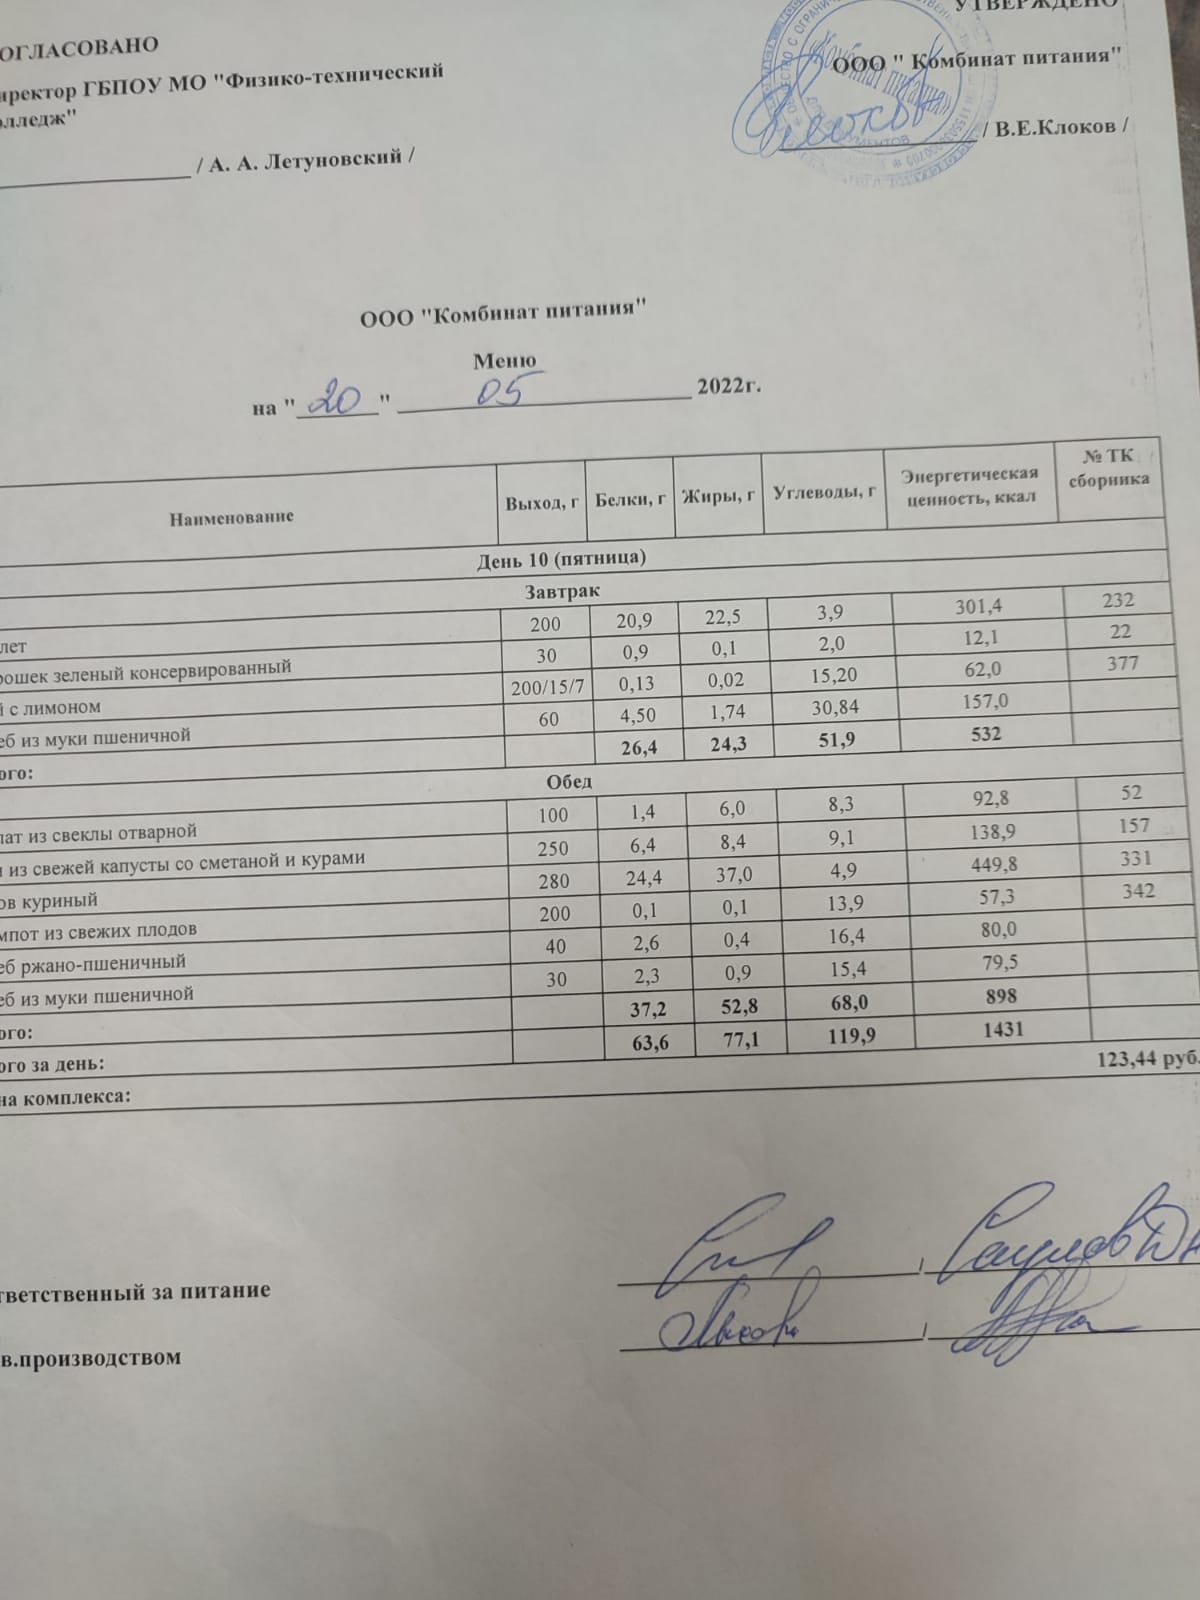 УТВЕРЖДЕНО
ОГЛАСОВАНО
ООО " Комбинат питания"
иректор ГБПОУ МО "Физико-технический
олледж"
/ В.Е.Клоков /
/ А. А. Летуновский /
ООО "Комбинат питания"
Меню
на " 20 " 05 2022г.
Наименование Выход, г Белки, г Жиры, г Углеводы, г Энергетическая ценность, ккал № ТК сборника
День 10 (пятница)
Завтрак
лет 200 20,9 22,5 3,9 301,4 232
рошек зеленый консервированный 30 0,9 0,1 2,0 12,1 22
й с лимоном 200/15/7 0,13 0,02 15,20 62,0 377
еб из муки пшеничной 60 4,50 1,74 30,84 157,0
ого: 26,4 24,3 51,9 532
Обед
лат из свеклы отварной 100 1,4 6,0 8,3 92,8 52
и из свежей капусты со сметаной и курами 250 6,4 8,4 9,1 138,9 157
ов куриный 280 24,4 37,0 4,9 449,8 331
мпот из свежих плодов 200 0,1 0,1 13,9 57,3 342
еб ржано-пшеничный 40 2,6 0,4 16,4 80,0
еб из муки пшеничной 30 2,3 0,9 15,4 79,5
ого: 37,2 52,8 68,0 898
ого за день: 63,6 77,1 119,9 1431
на комплекса: 123,44 руб.
тветственный за питание
в.производством